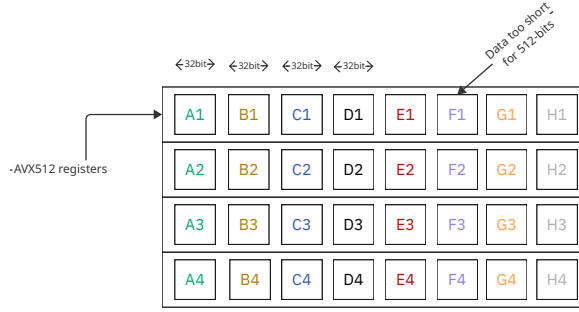 Data too short
for 512-bits
32bit 32bit 32bit 32bit
A1 B1 C1 D1 E1 F1 G1 H1
-AVX512 registers
A2 B2 C2 D2 E2 F2 G2 H2
A3 B3 C3 D3 E3 F3 G3 H3
A4 B4 C4 D4 E4 F4 G4 H4